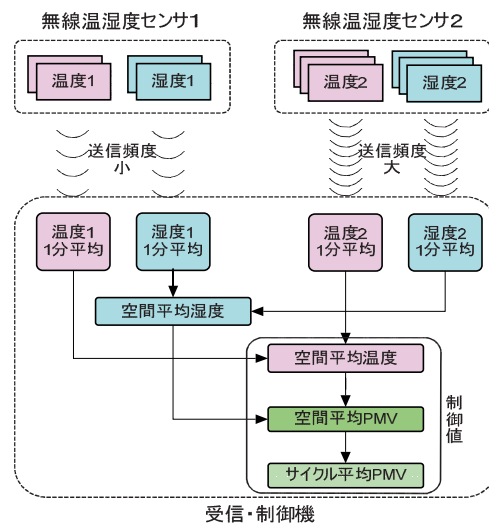 無線温湿度センサ1
無線温湿度センサ2
温度1
湿度1
温度2
湿度2
送信頻度
小
送信頻度
大
温度1
1分平均
湿度1
1分平均
温度2
1分平均
湿度2
1分平均
空間平均湿度
空間平均温度
空間平均PMV
サイクル平均PMV
制御値
受信・制御機